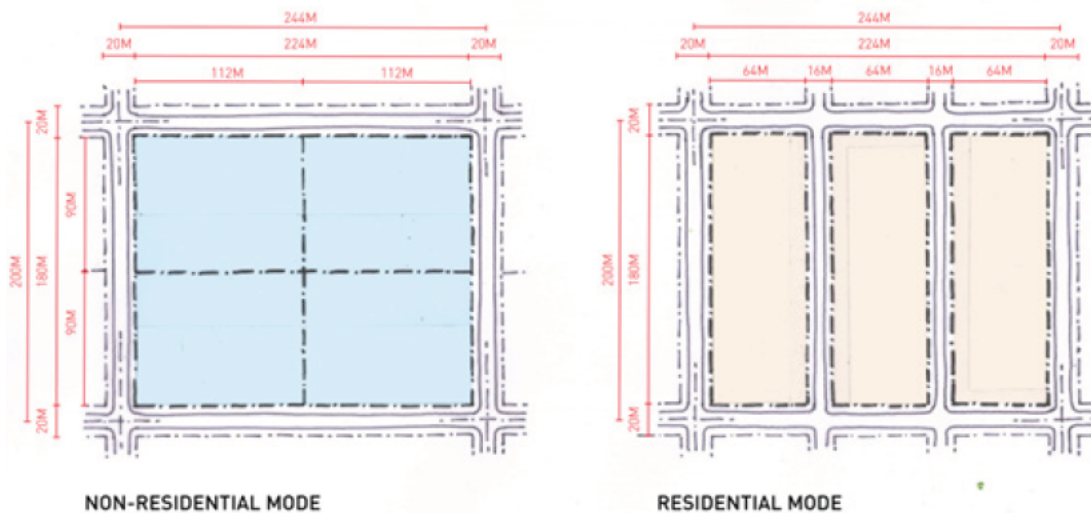 244M 244M
20M 224M 20M 20M 224M 20M
112M 112M 64M 16M 64M 16M 64M
20M 20M
90M 90M
200M 180M 200M 180M
20M 20M
NON-RESIDENTIAL MODE RESIDENTIAL MODE